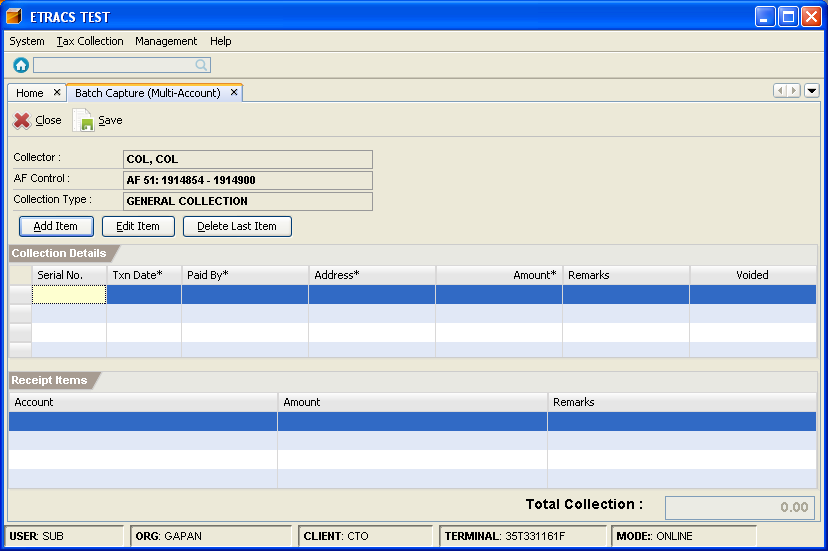 ETRACS TEST
System Tax Collection Management Help
Home Batch Capture (Multi-Account)
Close Save
Collector : COL, COL
AF Control : AF 51: 1914854 - 1914900
Collection Type : GENERAL COLLECTION
Add Item Edit Item Delete Last Item
Collection Details
Serial No. Txn Date* Paid By* Address* Amount* Remarks Voided
Receipt Items
Account Amount Remarks
Total Collection : 0.00
USER: SUB ORG: GAPAN CLIENT: CTO TERMINAL: 35T331161F MODE:: ONLINE